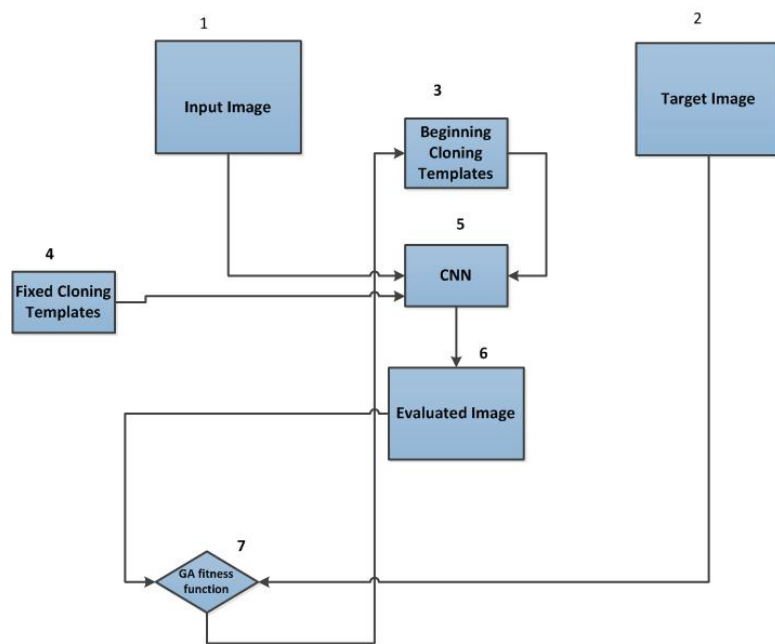 1
2
Input Image
Target Image
3
Beginning
Cloning
Templates
4
Fixed Cloning
Templates
5
CNN
6
Evaluated Image
7
GA fitness
function